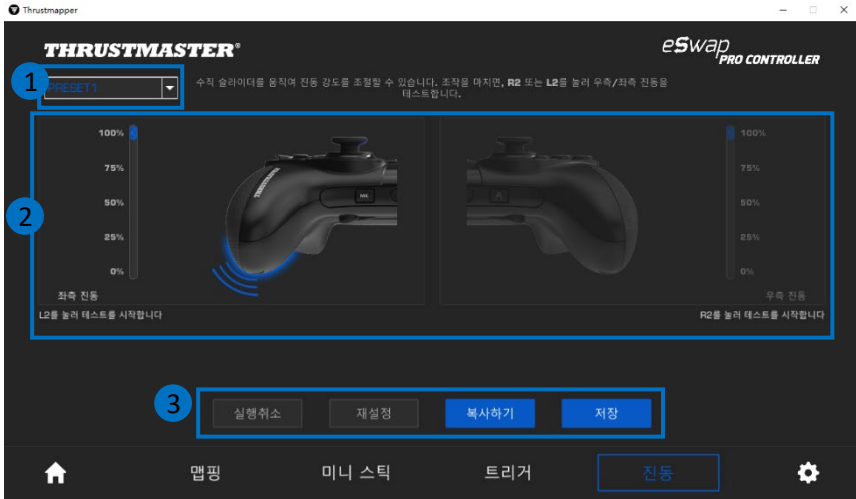 Thrustmapper
THRUSTMASTER®
eSwap
PRO CONTROLLER
1
PRESET1
수직 슬라이더를 움직여 진동 강도를 조절할 수 있습니다. 조작을 마치면, R2 또는 L2를 눌러 우측/좌측 진동을
테스트합니다.
2
100%
75%
50%
25%
0%
좌측 진동
L2를 눌러 테스트를 시작합니다
THRUSTMASTER
100%
75%
50%
25%
0%
우측 진동
R2를 눌러 테스트를 시작합니다
3
실행취소
재설정
복사하기
저장
맵핑
미니 스틱
트리거
진동